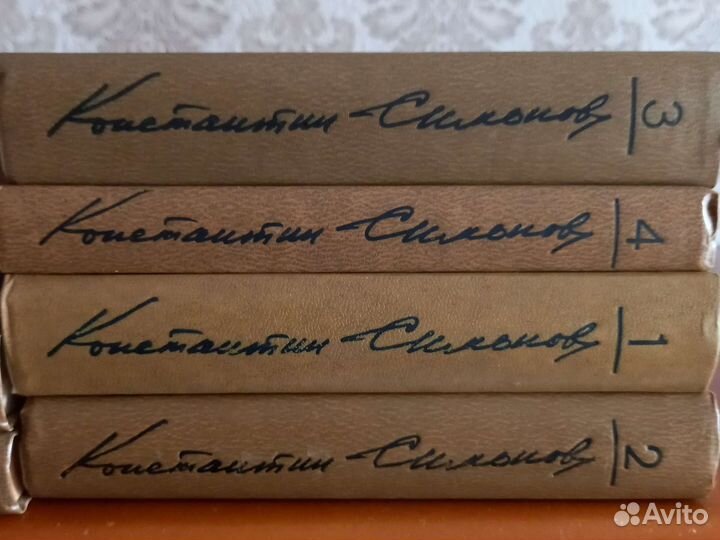 Константин Симонов 3
Константин Симонов 4
Константин Симонов 1
Константин Симонов 2
Avito